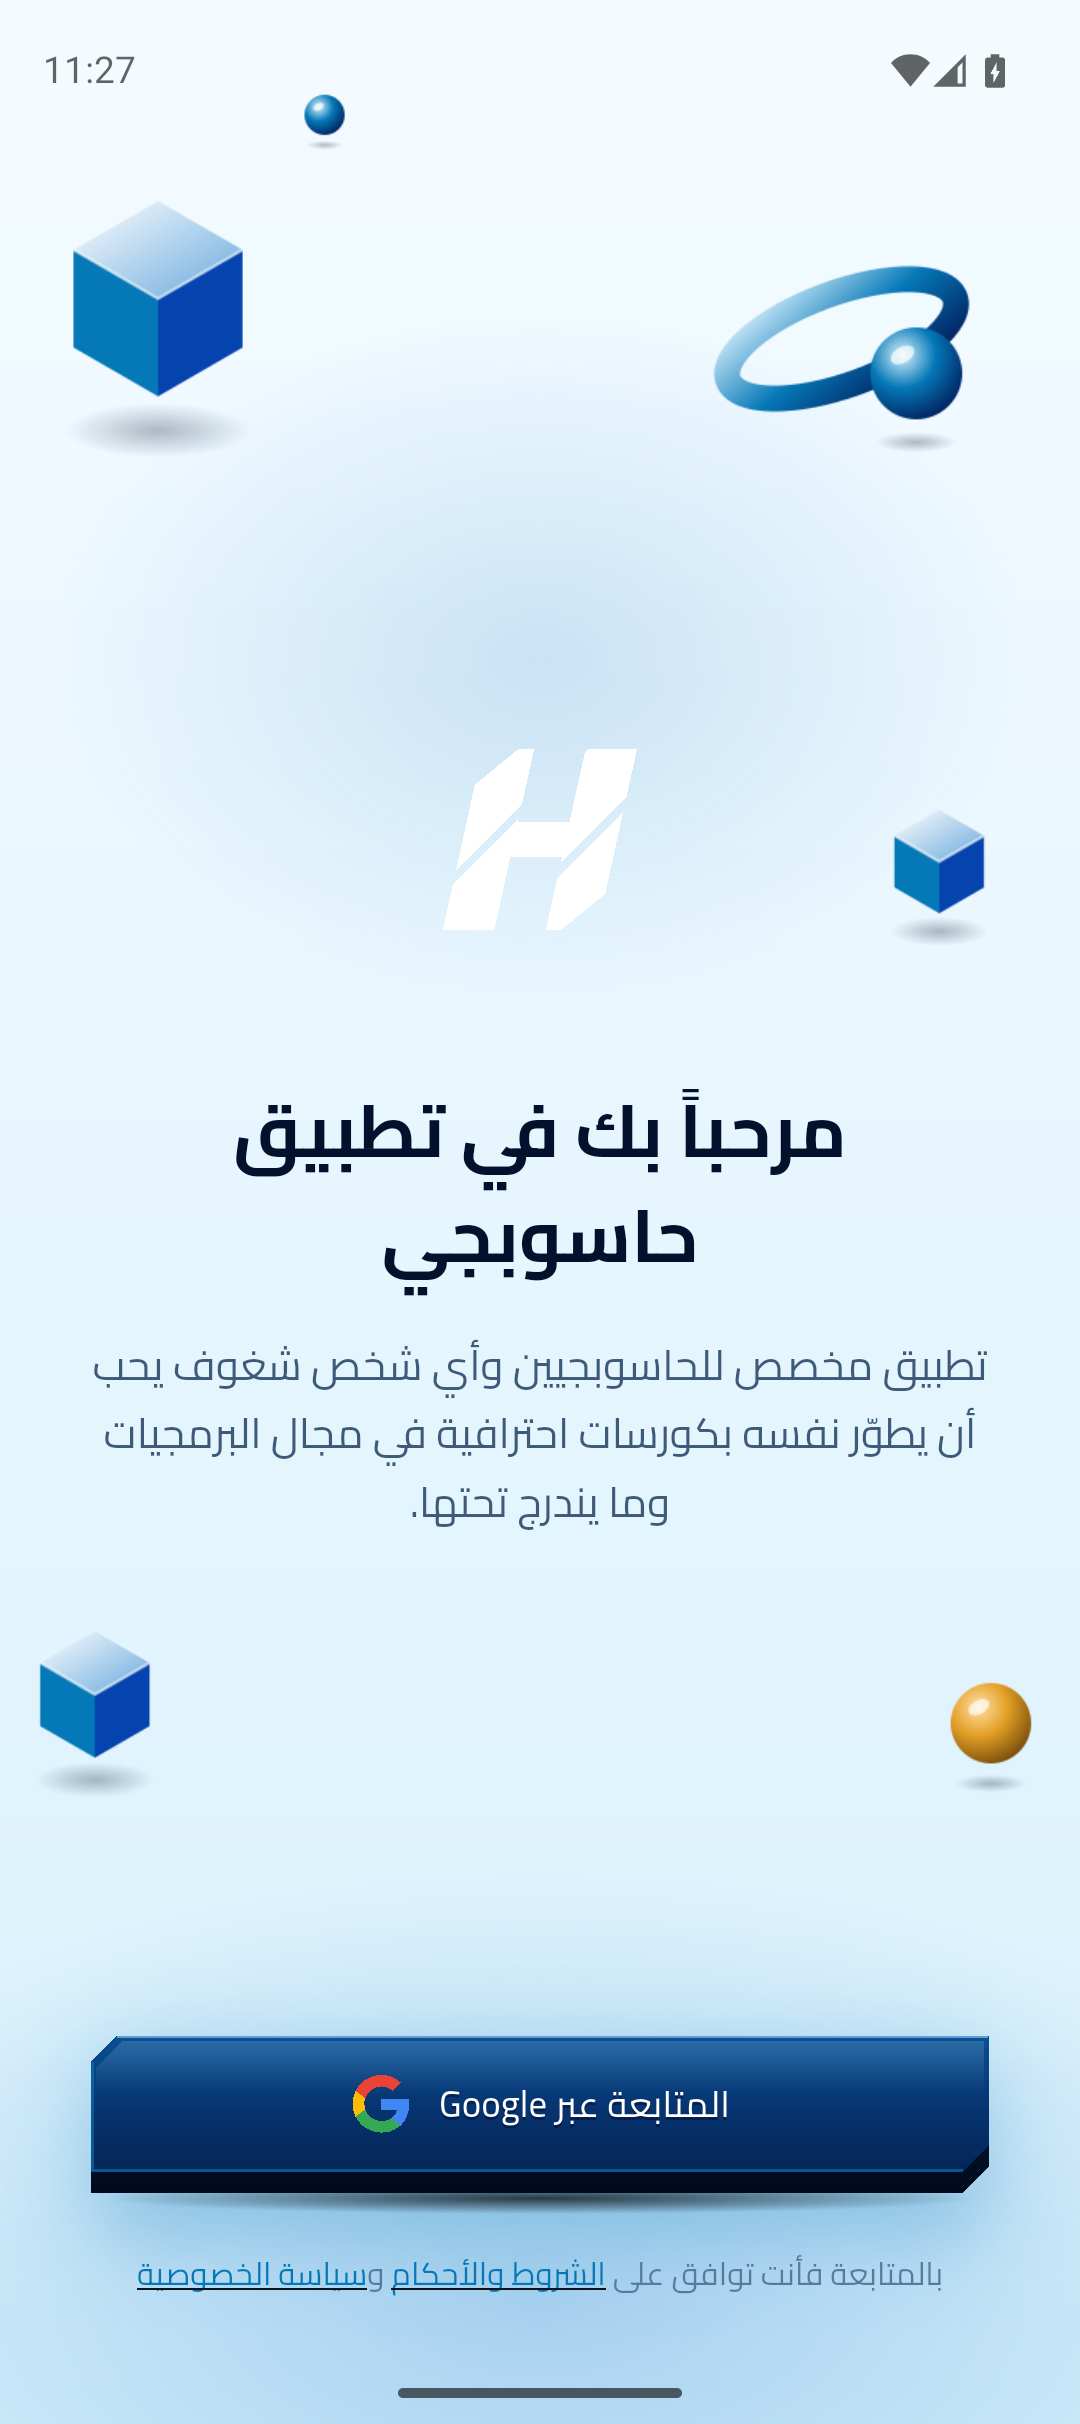 11:27
H
مرحباً بك في تطبيق
حاسوبجي
تطبيق مخصص للحاسوبجيين وأي شخص شغوف يحب
أن يطوّر نفسه بكورسات احترافية في مجال البرمجيات
وما يندرج تحتها.
المتابعة عبر Google
بالمتابعة فأنت توافق على الشروط والأحكام وسياسة الخصوصية